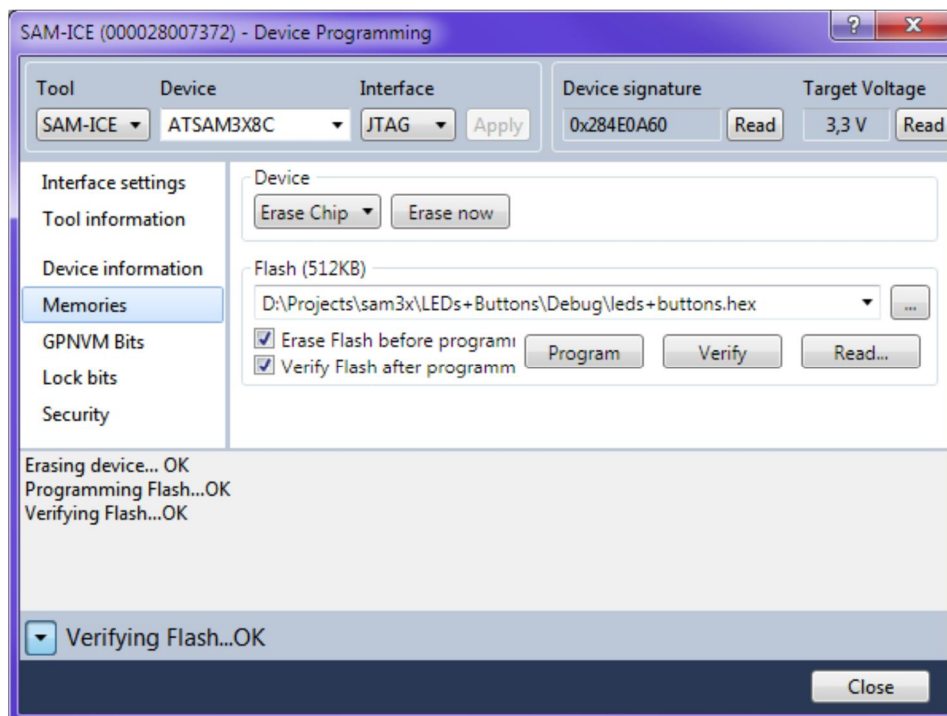 SAM-ICE (000028007372) - Device Programming
Tool Device Interface Device signature Target Voltage
SAM-ICE ATSAM3X8C JTAG Apply 0x284E0A60 Read 3,3 V Read
Interface settings
Tool information
Device information
Memories
GPNVM Bits
Lock bits
Security
Device
Erase Chip Erase now
Flash (512KB)
D:\Projects\sam3x\LEDs+Buttons\Debug\leds+buttons.hex ...
Erase Flash before programi
Verify Flash after programm
Program Verify Read...
Erasing device... OK
Programming Flash...OK
Verifying Flash...OK
Verifying Flash...OK
Close